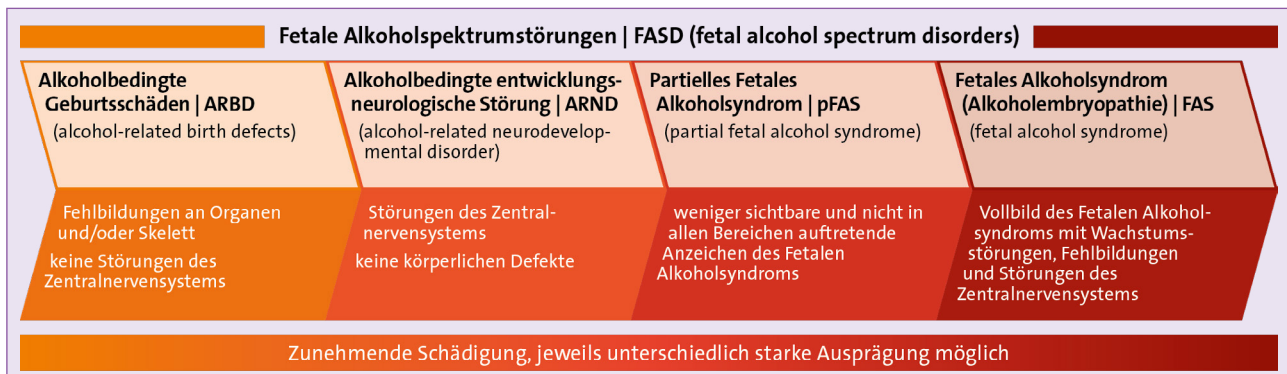 Fetale Alkoholspektrumstörungen | FASD (fetal alcohol spectrum disorders)
Alkoholbedingte
Geburtsschäden | ARBD
(alcohol-related birth defects)
Fehlbildungen an Organen
und/oder Skelett
keine Störungen des
Zentralnervensystems
Alkoholbedingte entwicklungs-
neurologische Störung | ARND
(alcohol-related neurodevelop-
mental disorder)
Störungen des Zentral-
nervensystems
keine körperlichen Defekte
Partielles Fetales
Alkoholsyndrom | pFAS
(partial fetal alcohol syndrome)
weniger sichtbare und nicht in
allen Bereichen auftretende
Anzeichen des Fetalen
Alkoholsyndroms
Fetales Alkoholsyndrom
(Alkoholembryopathie) | FAS
(fetal alcohol syndrome)
Vollbild des Fetalen Alkohol-
syndroms mit Wachstums-
störungen, Fehlbildungen
und Störungen des
Zentralnervensystems
Zunehmende Schädigung, jeweils unterschiedlich starke Ausprägung möglich